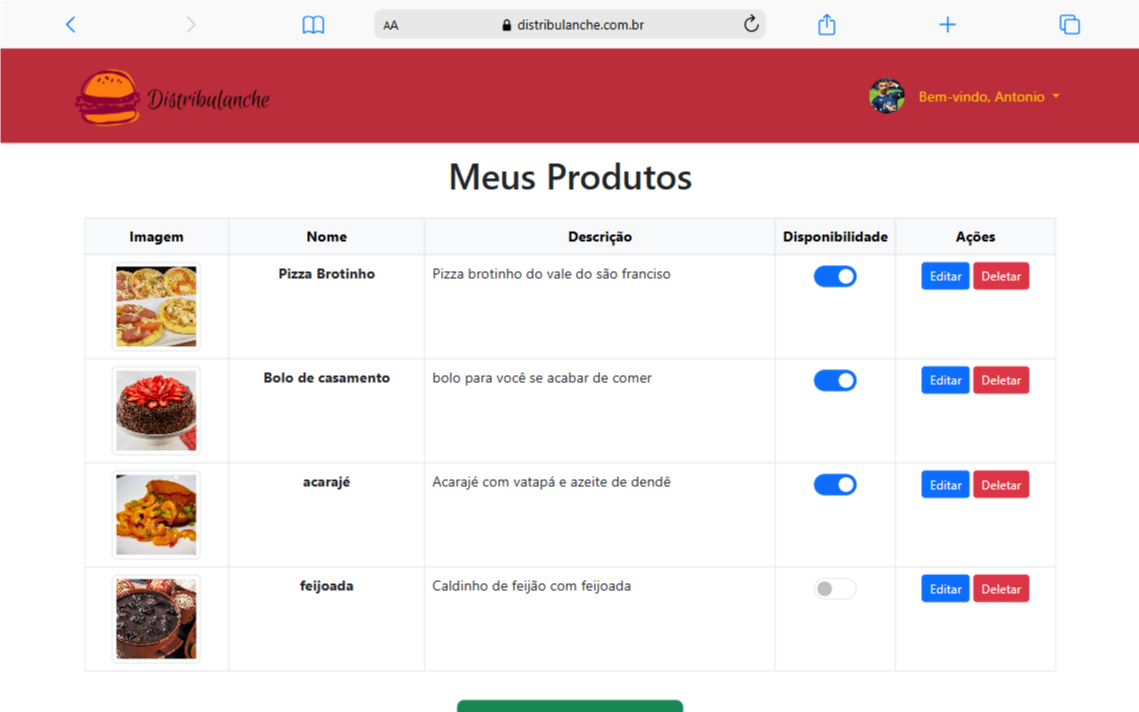 AA distribulanche.com.br
Distribulanche
Bem-vindo, Antonio
Meus Produtos
Imagem Nome Descrição Disponibilidade Ações
Pizza Brotinho Pizza brotinho do vale do são franciso Editar Deletar
Bolo de casamento bolo para você se acabar de comer Editar Deletar
acarajé Acarajé com vatapá e azeite de dendê Editar Deletar
feijoada Caldinho de feijão com feijoada Editar Deletar